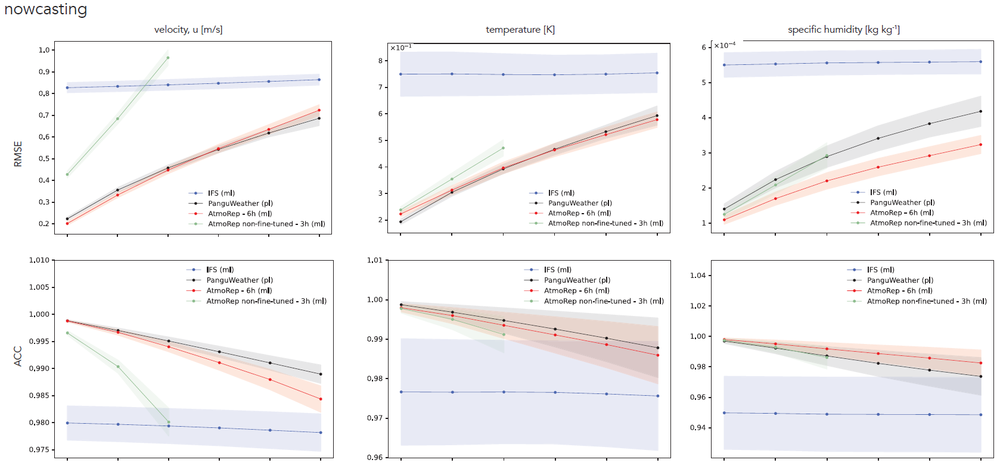 nowcasting
velocity, u [m/s]
temperature [K]
specific humidity [kg kg⁻¹]
RMSE
1.0
0.9
0.8
0.7
0.6
0.5
0.4
0.3
0.2
IFS (ml)
PanguWeather (pl)
AtmoRep - 6h (ml)
AtmoRep non-fine-tuned - 3h (ml)
×10⁻¹
8
7
6
5
4
3
2
IFS (ml)
PanguWeather (pl)
AtmoRep - 6h (ml)
AtmoRep non-fine-tuned - 3h (ml)
×10⁻⁴
6
5
4
3
2
1
IFS (ml)
PanguWeather (pl)
AtmoRep - 6h (ml)
AtmoRep non-fine-tuned - 3h (ml)
ACC
1.010
1.005
1.000
0.995
0.990
0.985
0.980
0.975
IFS (ml)
PanguWeather (pl)
AtmoRep - 6h (ml)
AtmoRep non-fine-tuned - 3h (ml)
1.01
1.00
0.99
0.98
0.97
0.96
IFS (ml)
PanguWeather (pl)
AtmoRep - 6h (ml)
AtmoRep non-fine-tuned - 3h (ml)
1.04
1.02
1.00
0.98
0.96
0.94
IFS (ml)
PanguWeather (pl)
AtmoRep - 6h (ml)
AtmoRep non-fine-tuned - 3h (ml)